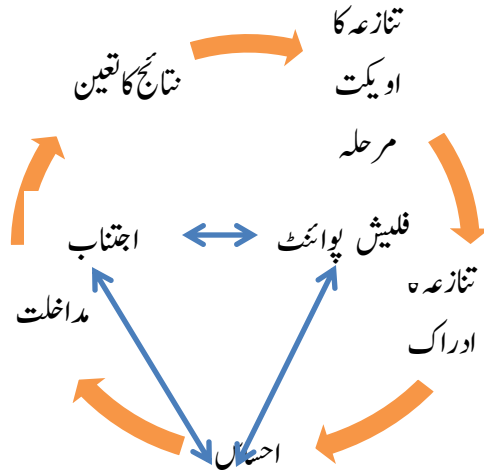 تنازعہ کا
اویکت
مرحلہ
نتائج کا تعین
فلیش پوائنٹ
اجتناب
تنازعہ ہ
ادراک
مداخلت
احساس